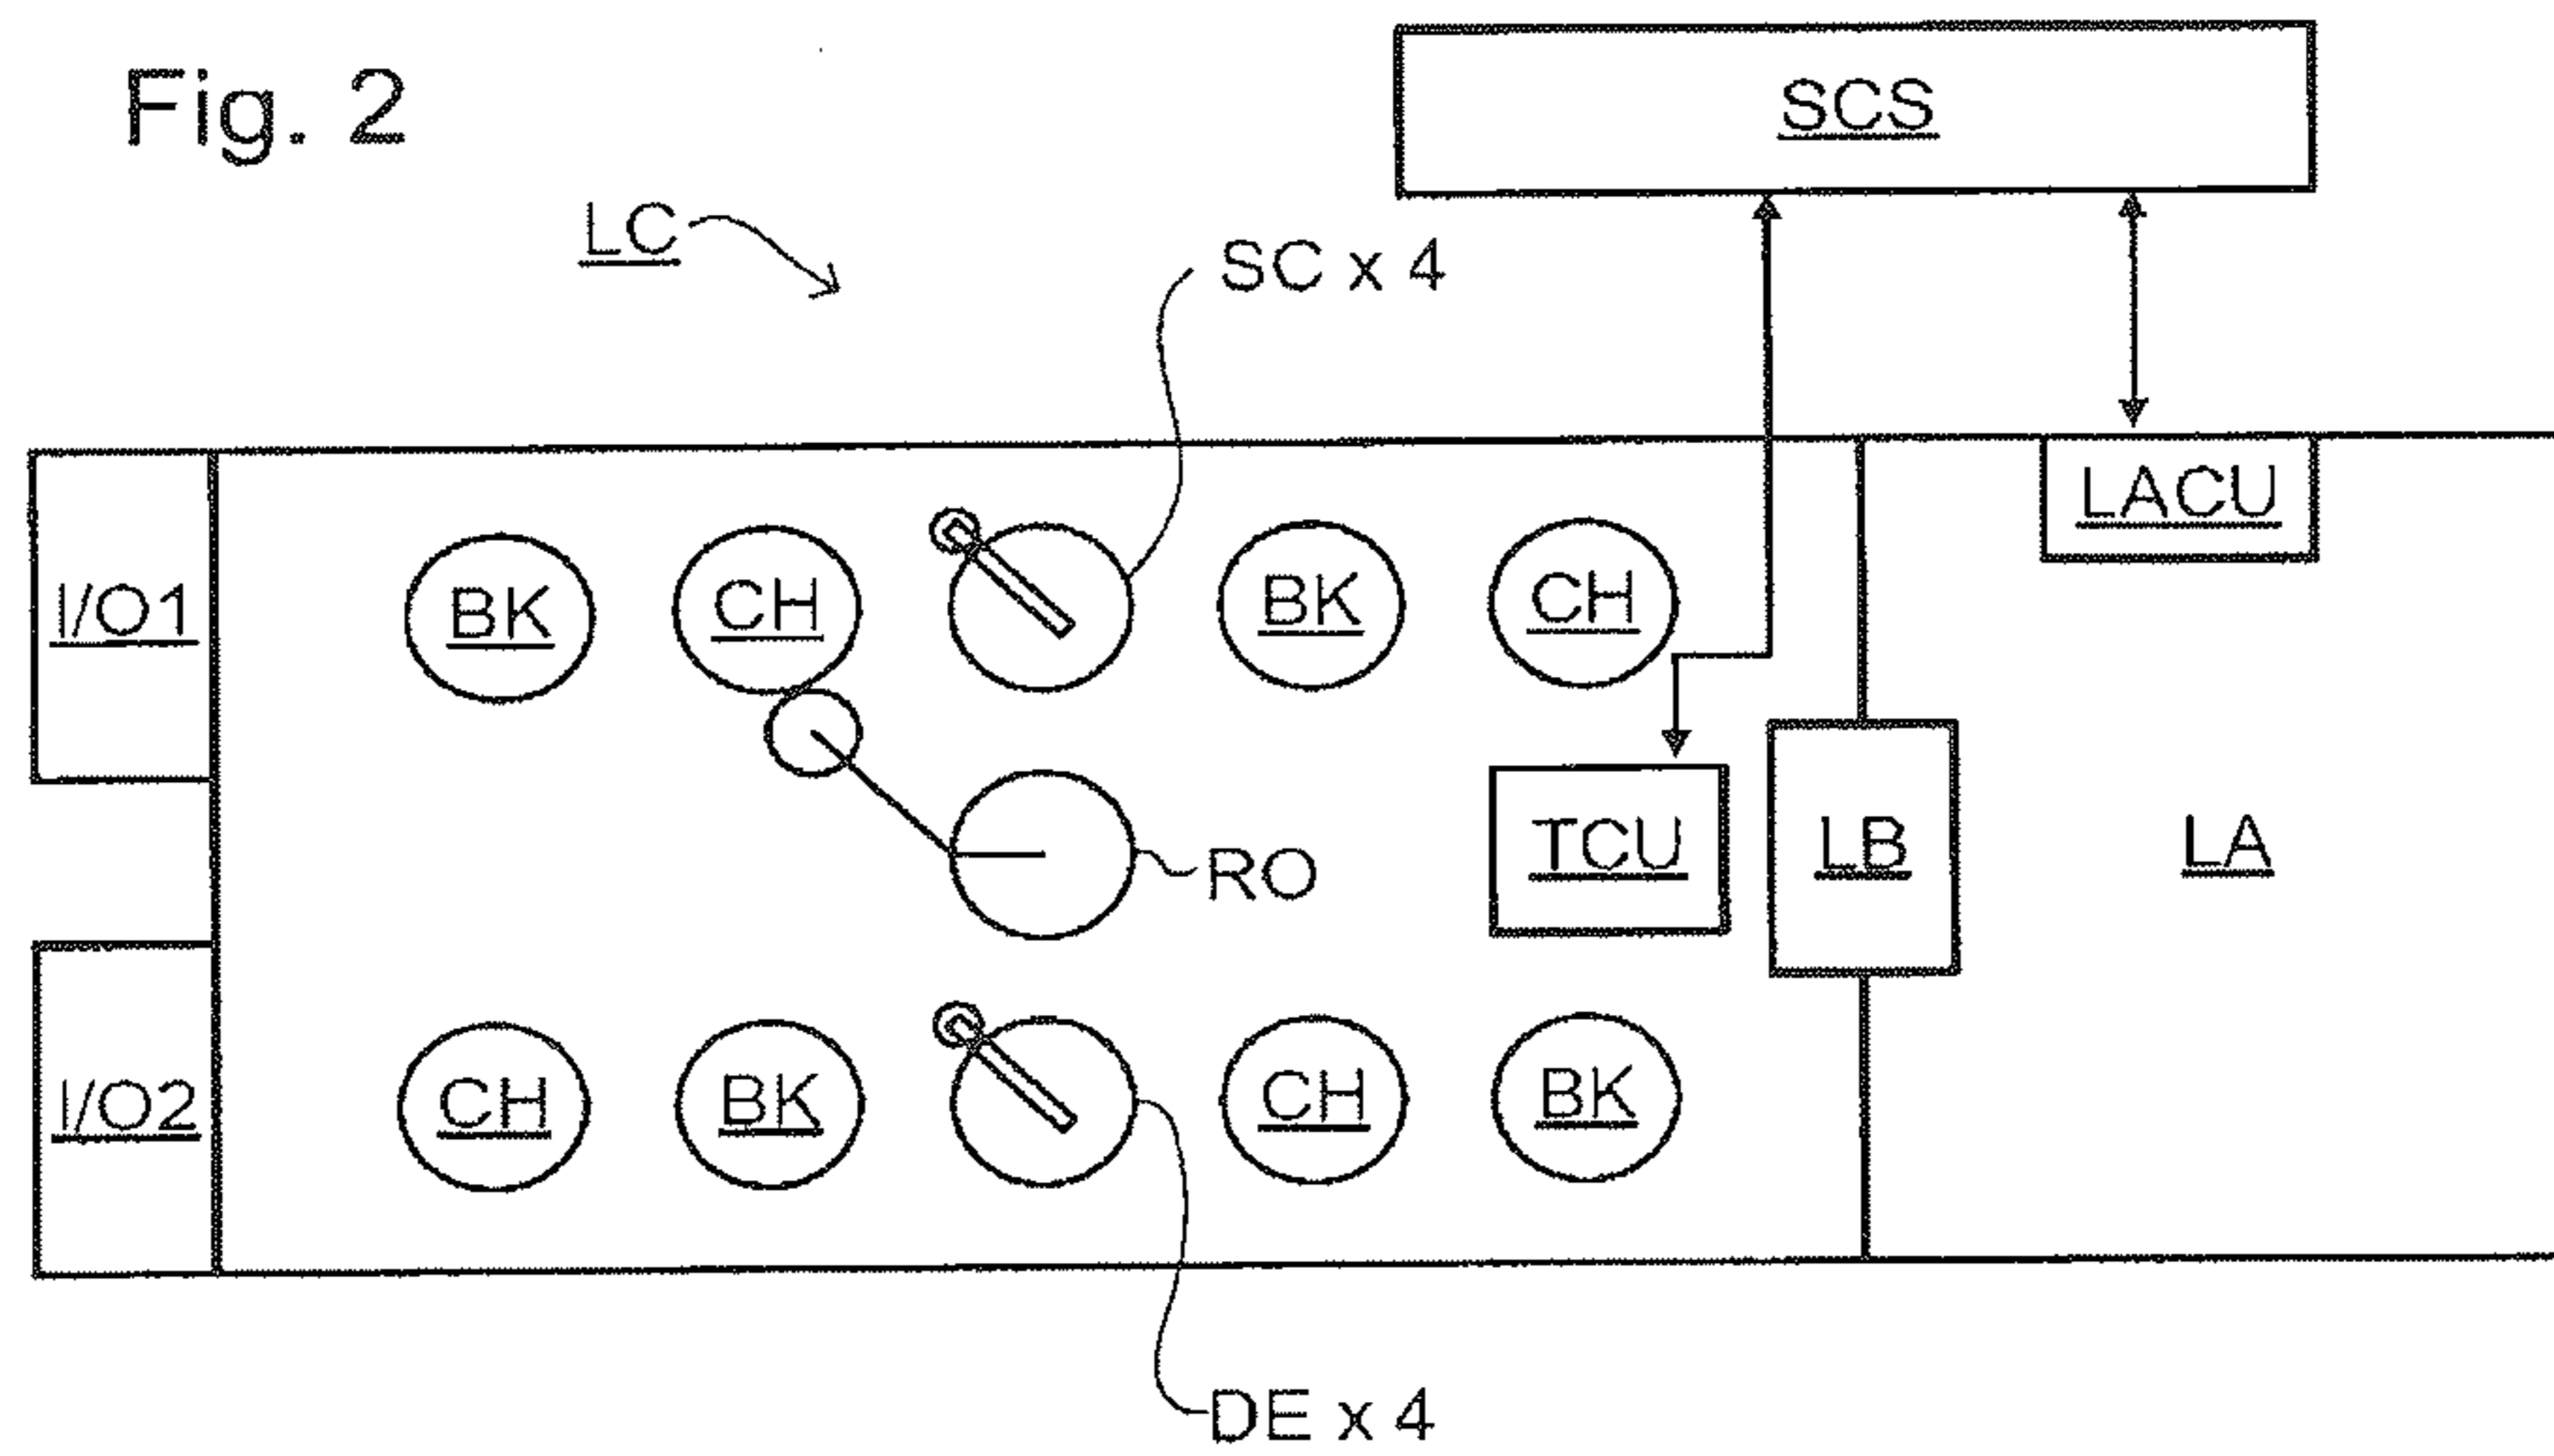 Fig. 2
SCS
LC
SC x 4
LACU
I/O1
BK
CH
BK
CH
RO
TCU
LB
LA
I/O2
CH
BK
CH
BK
DE x 4